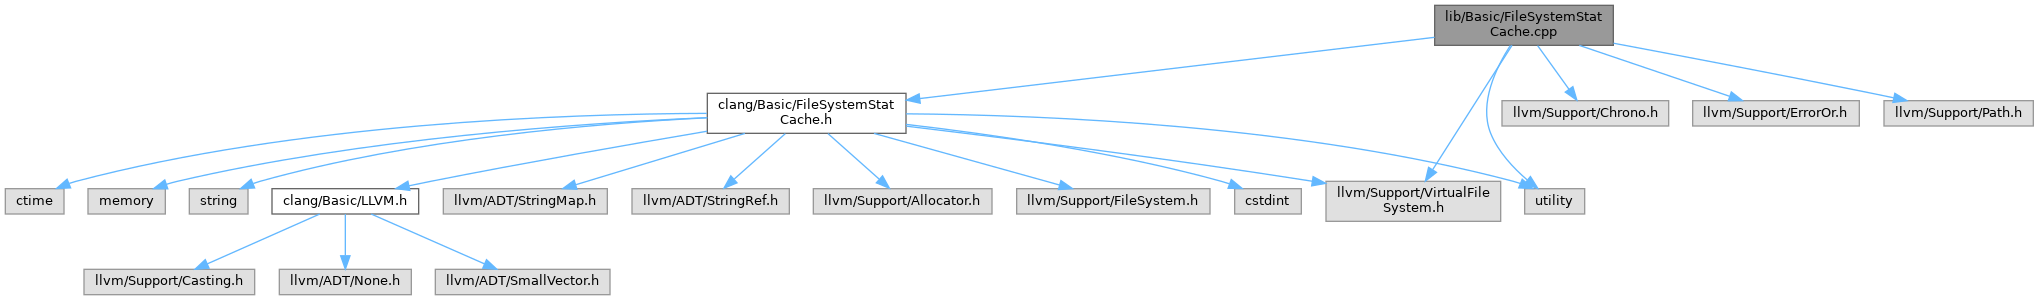 lib/Basic/FileSystemStat
Cache.cpp
clang/Basic/FileSystemStat
Cache.h
llvm/Support/Chrono.h
llvm/Support/ErrorOr.h
llvm/Support/Path.h
ctime
memory
string
clang/Basic/LLVM.h
llvm/ADT/StringMap.h
llvm/ADT/StringRef.h
llvm/Support/Allocator.h
llvm/Support/FileSystem.h
cstdint
llvm/Support/VirtualFile
System.h
utility
llvm/Support/Casting.h
llvm/ADT/None.h
llvm/ADT/SmallVector.h